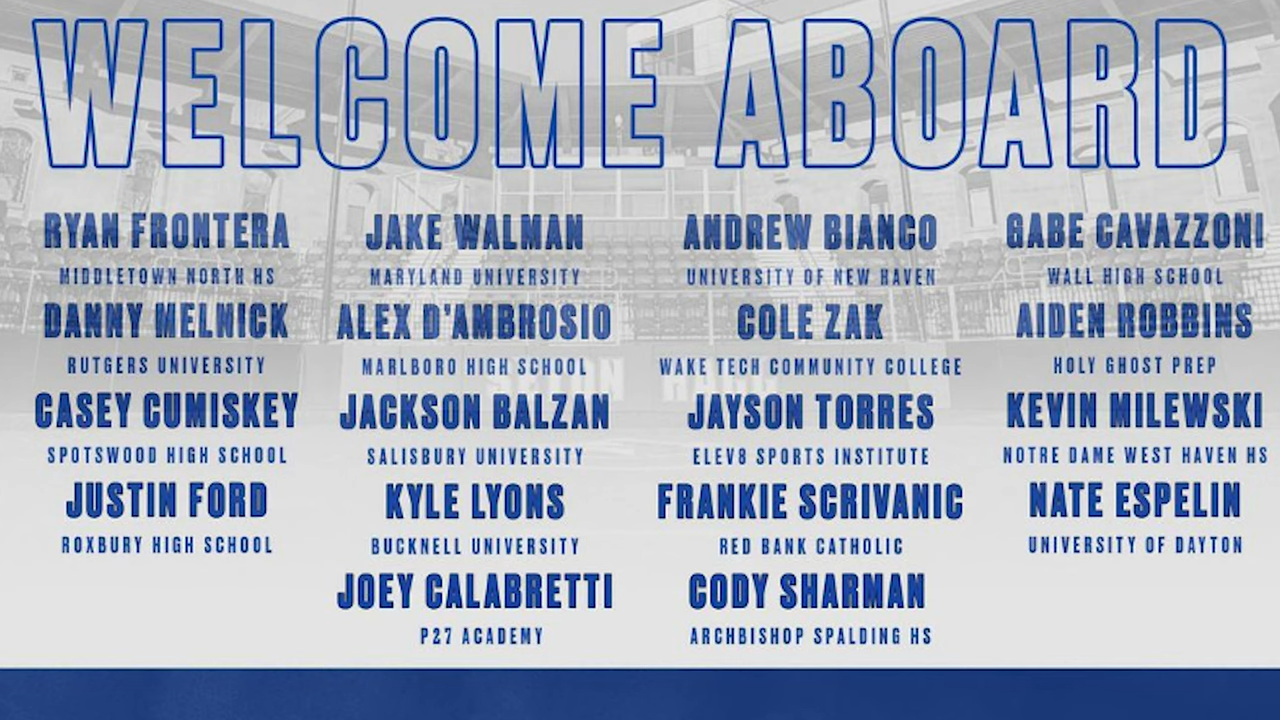 WELCOME ABOARD
RYAN FRONTERA
MIDDLETOWN NORTH HS
DANNY MELNICK
RUTGERS UNIVERSITY
CASEY CUMISKEY
SPOTSWOOD HIGH SCHOOL
JUSTIN FORD
ROXBURY HIGH SCHOOL
JAKE WALMAN
MARYLAND UNIVERSITY
ALEX D'AMBROSIO
MARLBORO HIGH SCHOOL
JACKSON BALZAN
SALISBURY UNIVERSITY
KYLE LYONS
BUCKNELL UNIVERSITY
JOEY CALABRETTI
P27 ACADEMY
ANDREW BIANCO
UNIVERSITY OF NEW HAVEN
COLE ZAK
WAKE TECH COMMUNITY COLLEGE
JAYSON TORRES
ELEV8 SPORTS INSTITUTE
FRANKIE SCRIVANIC
RED BANK CATHOLIC
CODY SHARMAN
ARCHBISHOP SPALDING HS
GABE CAVAZZONI
WALL HIGH SCHOOL
AIDEN ROBBINS
HOLY GHOST PREP
KEVIN MILEWSKI
NOTRE DAME WEST HAVEN HS
NATE ESPELIN
UNIVERSITY OF DAYTON
SETON HALL